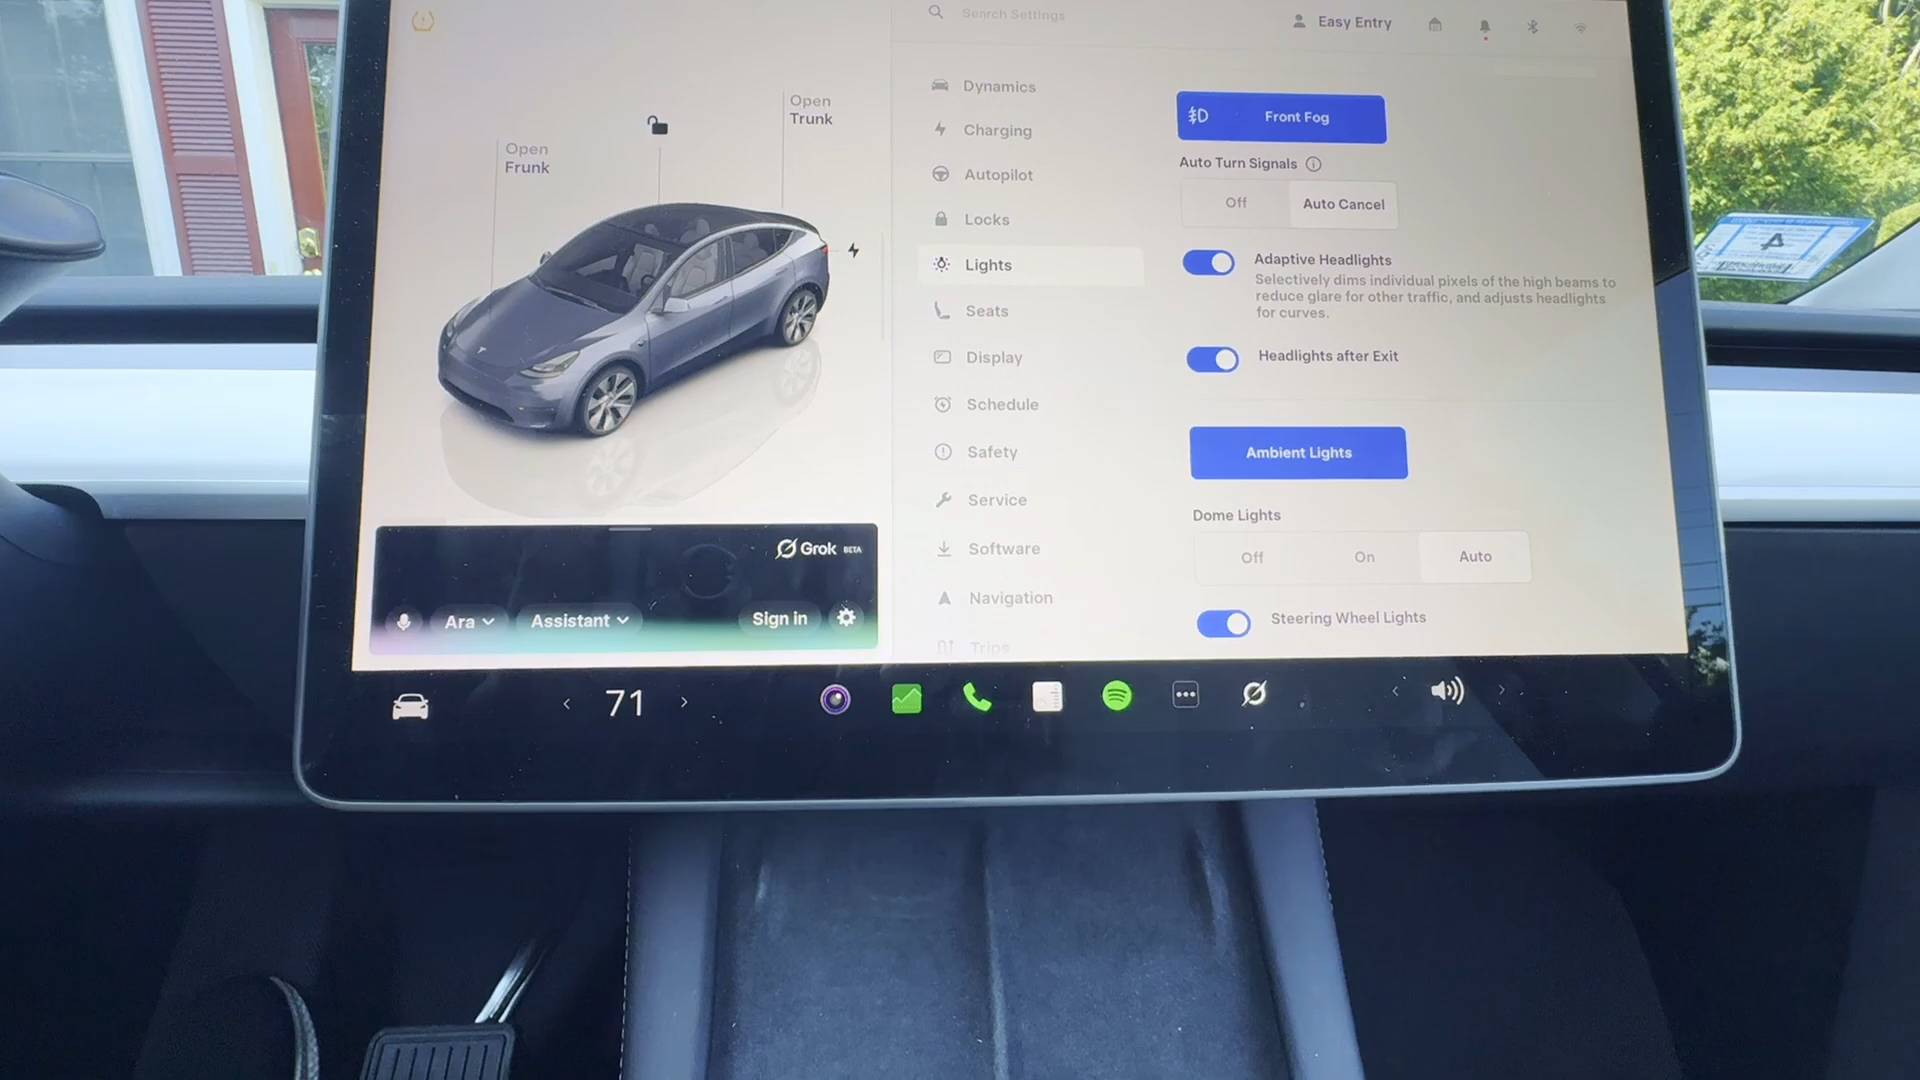 Search Settings
Easy Entry
Open
Trunk
Open
Frunk
Dynamics
Charging
Autopilot
Locks
Lights
Seats
Display
Schedule
Safety
Service
Software
Navigation
Trips
Front Fog
Auto Turn Signals
Off
Auto Cancel
Adaptive Headlights
Selectively dims individual pixels of the high beams to
reduce glare for other traffic, and adjusts headlights
for curves.
Headlights after Exit
Ambient Lights
Dome Lights
Off
On
Auto
Steering Wheel Lights
Grok BETA
Ara
Assistant
Sign in
71